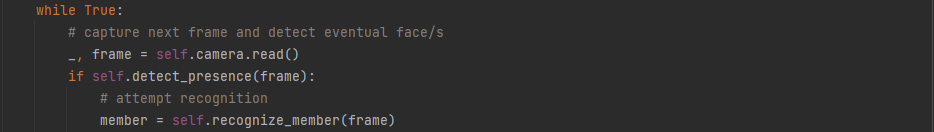 while True:
# capture next frame and detect eventual face/s
_, frame = self.camera.read()
if self.detect_presence(frame):
# attempt recognition
member = self.recognize_member(frame)